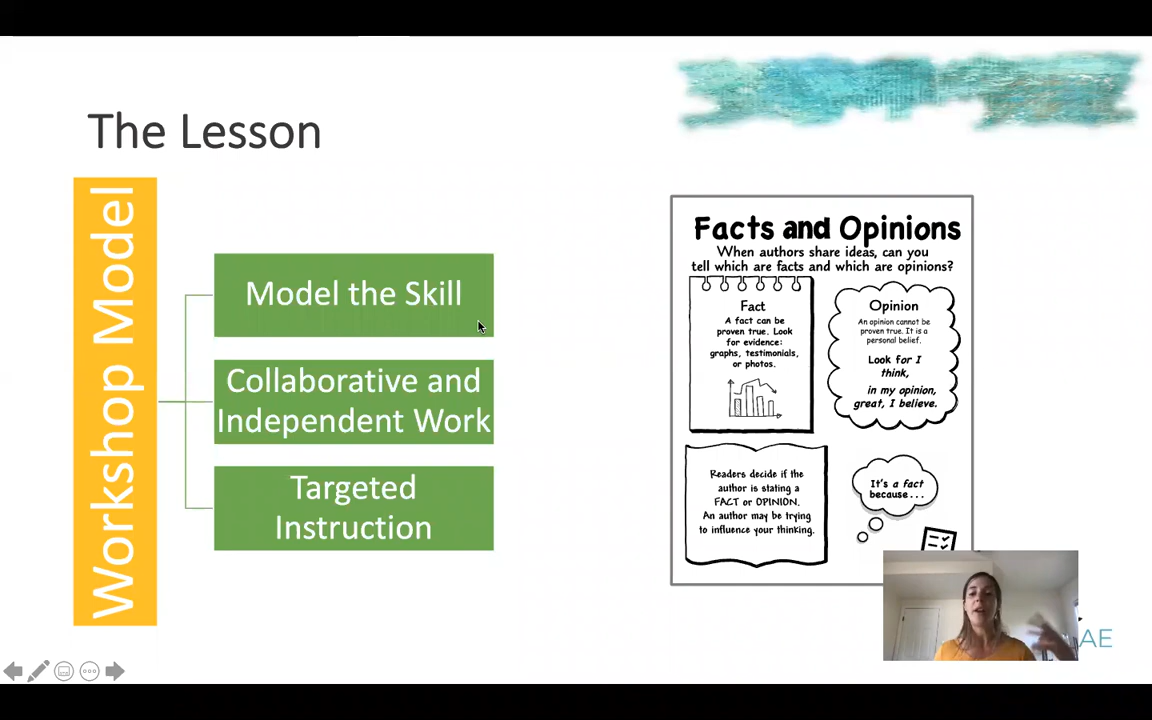 The Lesson
Workshop Model
Model the Skill
Collaborative and
Independent Work
Targeted
Instruction
Facts and Opinions
When authors share ideas, can you
tell which are facts and which are opinions?
Fact
A fact can be
proven true. Look
for evidence:
graphs, testimonials,
or photos.
Opinion
An opinion cannot be
proven true. It is a
personal belief.
Look for I
think,
in my opinion,
great, I believe.
Readers decide if the
author is stating a
FACT or OPINION.
An author may be trying
to influence your thinking.
It's a fact
because...
AE